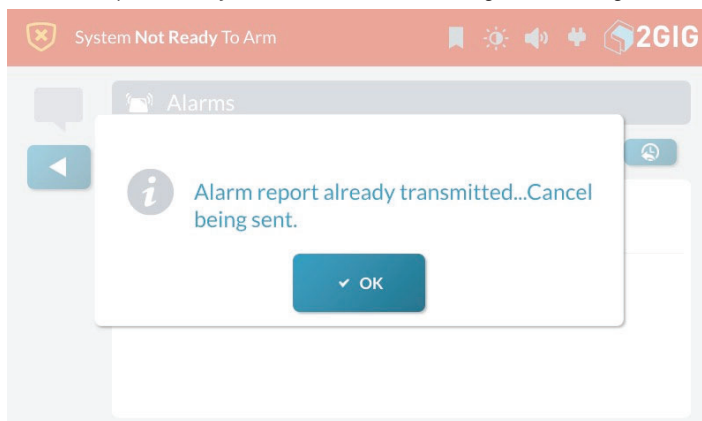 System Not Ready To Arm
2GIG
Alarms
Alarm report already transmitted...Cancel
being sent.
OK